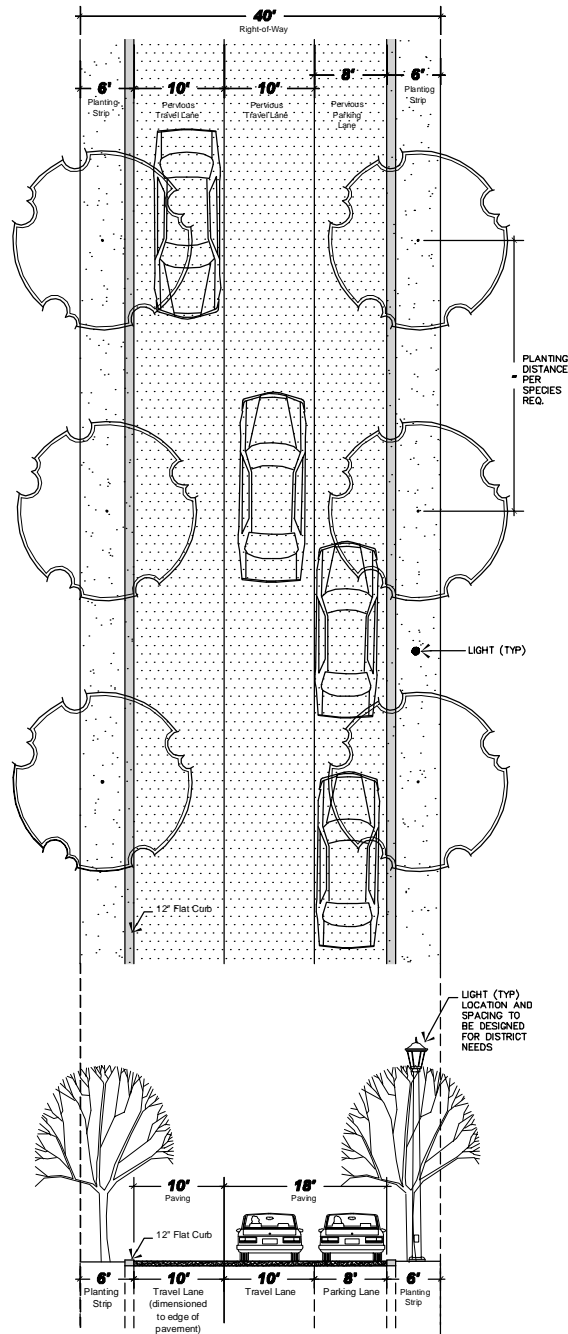 40'
Right-of-Way
6'
Planting
Strip
10'
Pervious
Travel Lane
10'
Pervious
Travel Lane
8'
Pervious
Parking
Lane
6'
Planting
Strip
PLANTING
DISTANCE
PER
SPECIES
REQ.
LIGHT (TYP)
12" Flat Curb
LIGHT (TYP)
LOCATION AND
SPACING TO
BE DESIGNED
FOR DISTRICT
NEEDS
10'
Paving
18'
Paving
12" Flat Curb
6'
Planting
Strip
10'
Travel Lane
(dimensioned
to edge of
pavement)
10'
Travel Lane
8'
Parking Lane
6'
Planting
Strip